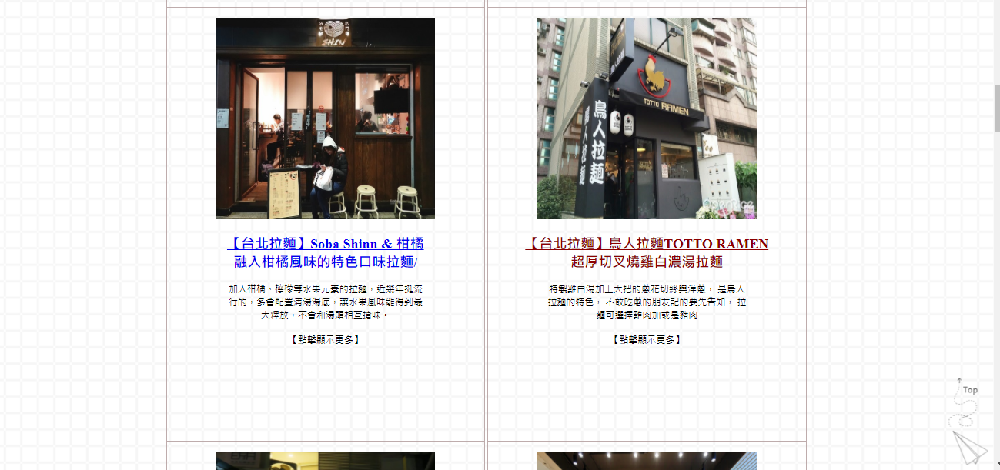 SHIN
【台北拉麵】Soba Shinn & 柑橘
融入柑橘風味的特色口味拉麵/
加入柑橘、檸檬等水果元素的拉麵，近幾年挺流
行的，多會配置清湯湯底，讓水果風味能得到最
大釋放，不會和湯頭相互搶味。
【點擊顯示更多】
TOTTO RAMEN
鳥人拉麵
鳥人拉麵
【台北拉麵】鳥人拉麵TOTTO RAMEN
超厚切叉燒雞白濃湯拉麵
特製雞白湯加上大把的蔥花切絲與洋蔥， 是鳥人
拉麵的特色， 不敢吃蔥的朋友記的要先告知， 拉
麵可選擇雞肉加或是豬肉
【點擊顯示更多】
Top